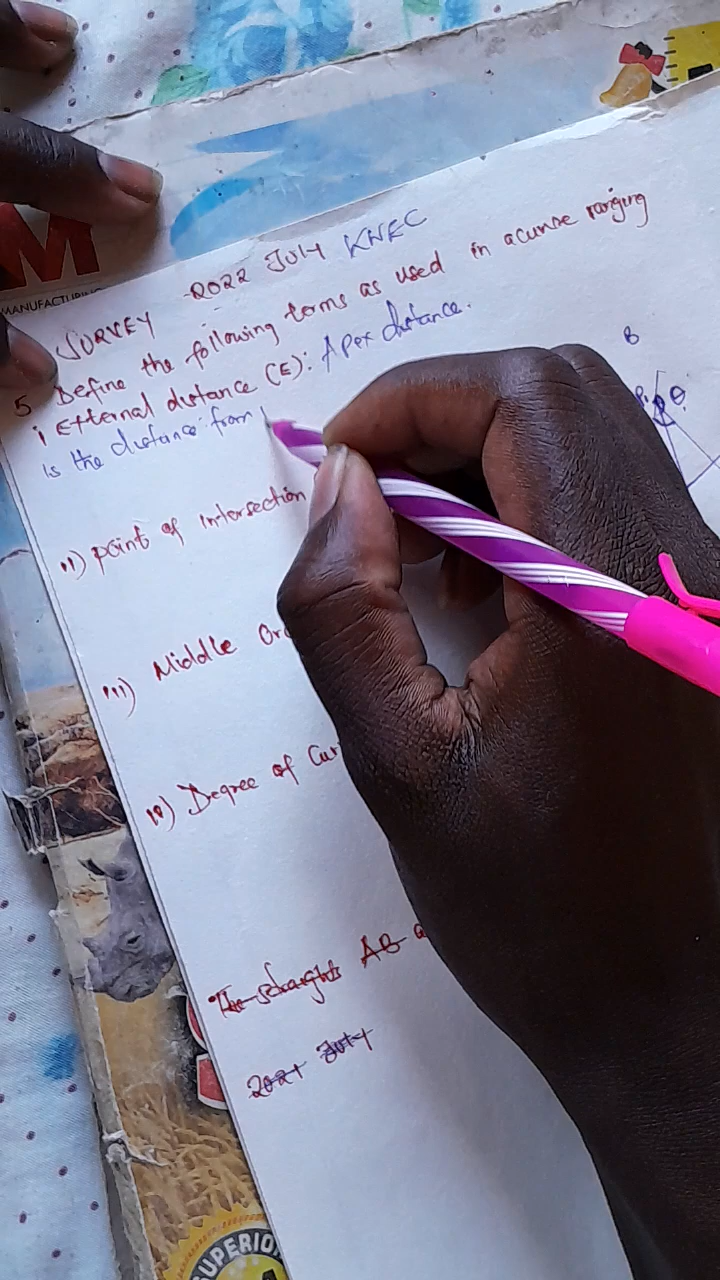 M
MANUFACTURING
SURVEY 2022 JULY KNEC
5 Define the following terms as used in a curve ranging
i External distance (E): Apex distance.
is the distance from
B
θ
ii) Point of intersection
iii) Middle Or
iv) Degree of Cur
The straights AB a
2021 July
SUPERIO